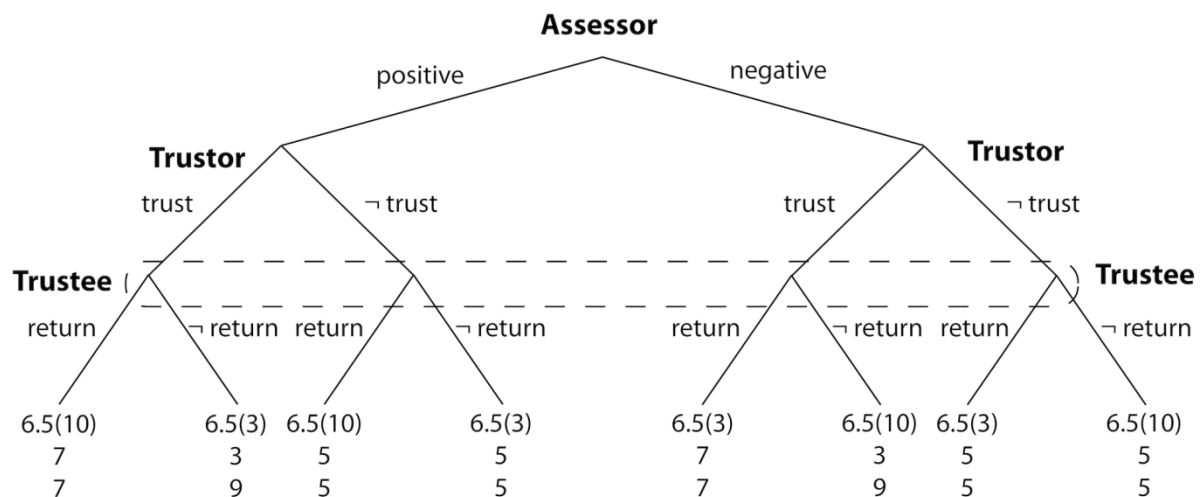 Assessor
positive negative
Trustor Trustor
trust ¬ trust trust ¬ trust
Trustee Trustee
return ¬ return return ¬ return return ¬ return return ¬ return
6.5(10) 6.5(3) 6.5(10) 6.5(3) 6.5(3) 6.5(10) 6.5(3) 6.5(10)
7 3 5 5 7 3 5 5
7 9 5 5 7 9 5 5